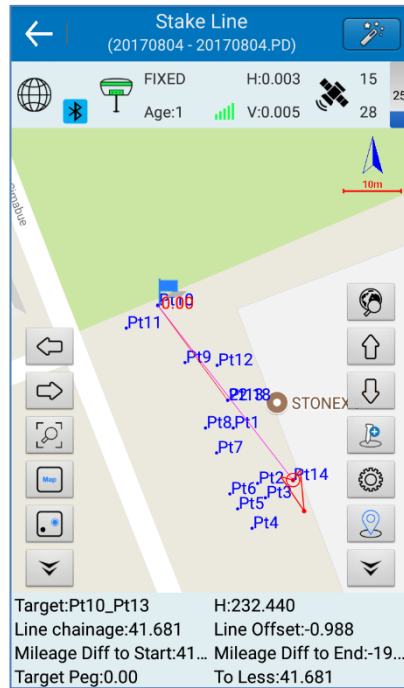 Stake Line
(20170804 - 20170804.PD)
FIXED H:0.003 15
Age:1 V:0.005 28
25
10m
Pt10
0.00
Pt11
Pt9
Pt12
Pt8
Pt1
STONEX
Pt7
Pt14
Pt2
Pt6
Pt3
Pt5
Pt4
Map
Target:Pt10_Pt13 H:232.440
Line chainage:41.681 Line Offset:-0.988
Mileage Diff to Start:41... Mileage Diff to End:-19...
Target Peg:0.00 To Less:41.681